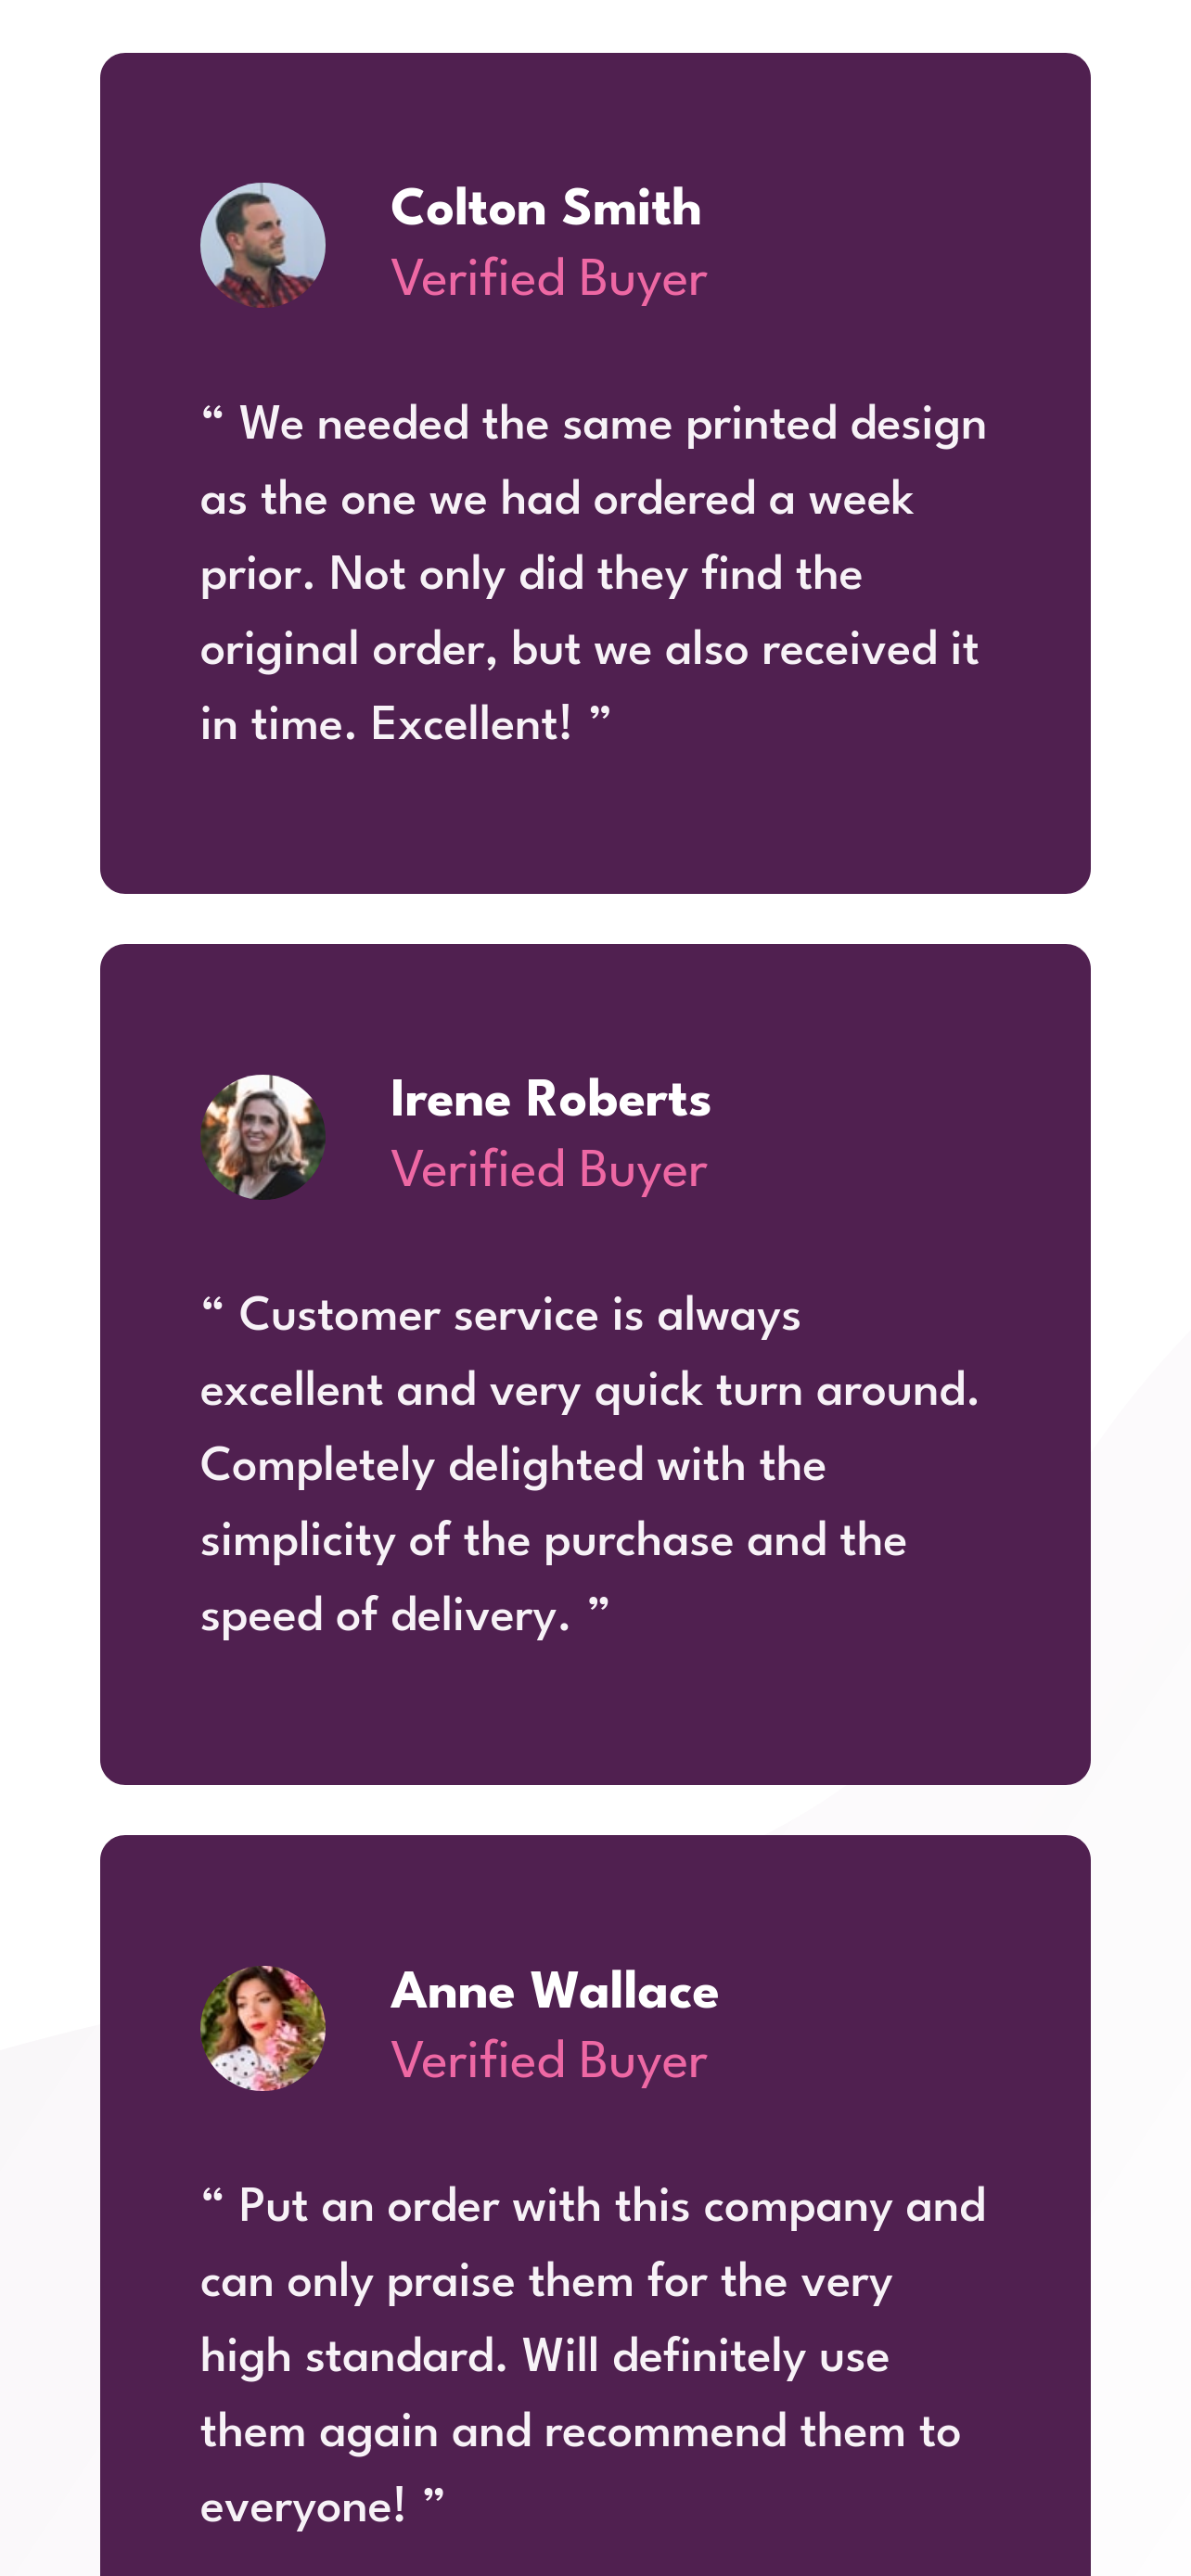 Colton Smith
Verified Buyer
“ We needed the same printed design
as the one we had ordered a week
prior. Not only did they find the
original order, but we also received it
in time. Excellent! ”
Irene Roberts
Verified Buyer
“ Customer service is always
excellent and very quick turn around.
Completely delighted with the
simplicity of the purchase and the
speed of delivery. ”
Anne Wallace
Verified Buyer
“ Put an order with this company and
can only praise them for the very
high standard. Will definitely use
them again and recommend them to
everyone! ”